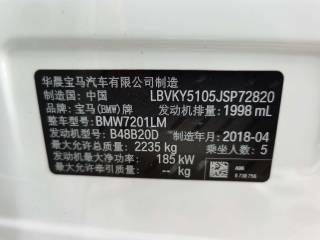 华晨宝马汽车有限公司制造
制造国：中国 LBVKY5105JSP72820
品牌：宝马(BMW)牌 发动机排量：1998 mL
整车型号：BMW7201LM
发动机型号：B48B20D 制造年月：2018-04
最大允许总质量：2235 kg 乘坐人数：5
发动机最大净功率：185 kW
最大允许牵引质量：-- kg